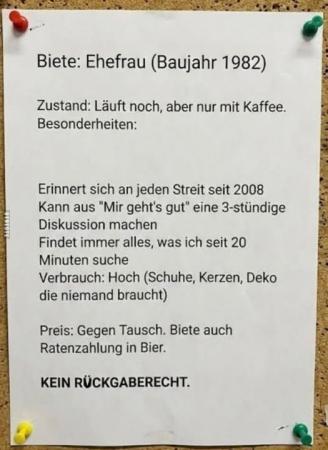 Biete: Ehefrau (Baujahr 1982)
Zustand: Läuft noch, aber nur mit Kaffee.
Besonderheiten:
Erinnert sich an jeden Streit seit 2008
Kann aus "Mir geht's gut" eine 3-stündige
Diskussion machen
Findet immer alles, was ich seit 20
Minuten suche
Verbrauch: Hoch (Schuhe, Kerzen, Deko
die niemand braucht)
Preis: Gegen Tausch. Biete auch
Ratenzahlung in Bier.
KEIN RÜCKGABERECHT.